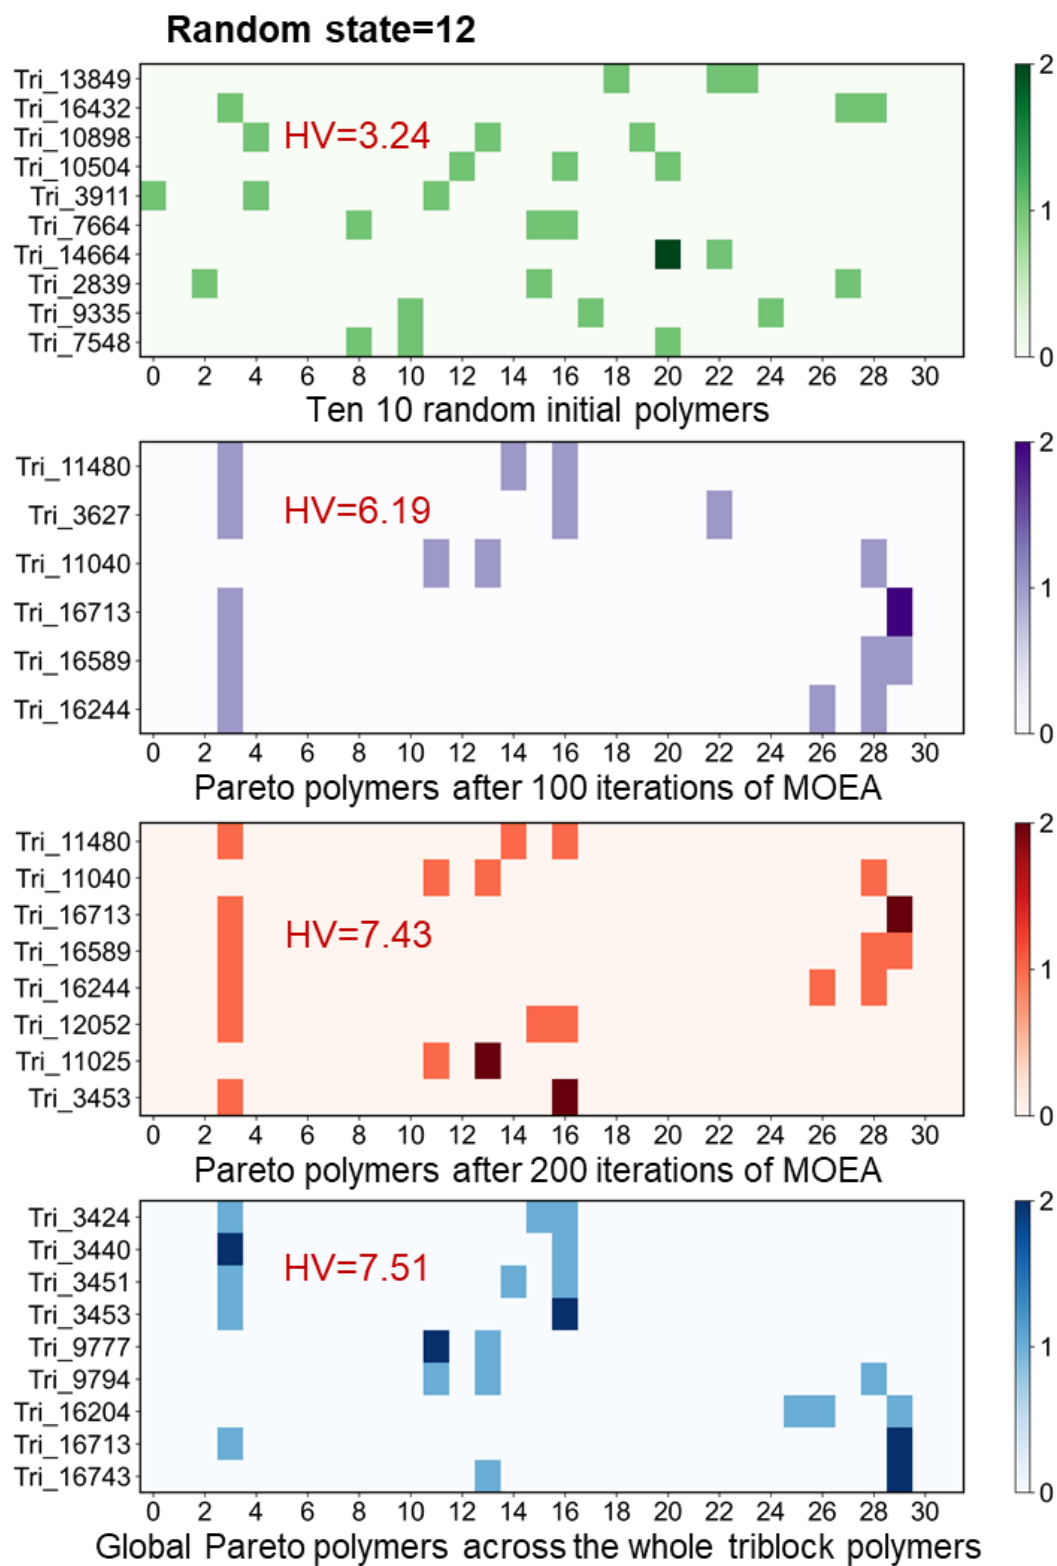 Random state=12
Tri_13849
Tri_16432
Tri_10898
Tri_10504
Tri_3911
Tri_7664
Tri_14664
Tri_2839
Tri_9335
Tri_7548
HV=3.24
2
1
0
0 2 4 6 8 10 12 14 16 18 20 22 24 26 28 30
Ten 10 random initial polymers
Tri_11480
Tri_3627
Tri_11040
Tri_16713
Tri_16589
Tri_16244
HV=6.19
2
1
0
0 2 4 6 8 10 12 14 16 18 20 22 24 26 28 30
Pareto polymers after 100 iterations of MOEA
Tri_11480
Tri_11040
Tri_16713
Tri_16589
Tri_16244
Tri_12052
Tri_11025
Tri_3453
HV=7.43
2
1
0
0 2 4 6 8 10 12 14 16 18 20 22 24 26 28 30
Pareto polymers after 200 iterations of MOEA
Tri_3424
Tri_3440
Tri_3451
Tri_3453
Tri_9777
Tri_9794
Tri_16204
Tri_16713
Tri_16743
HV=7.51
2
1
0
0 2 4 6 8 10 12 14 16 18 20 22 24 26 28 30
Global Pareto polymers across the whole triblock polymers